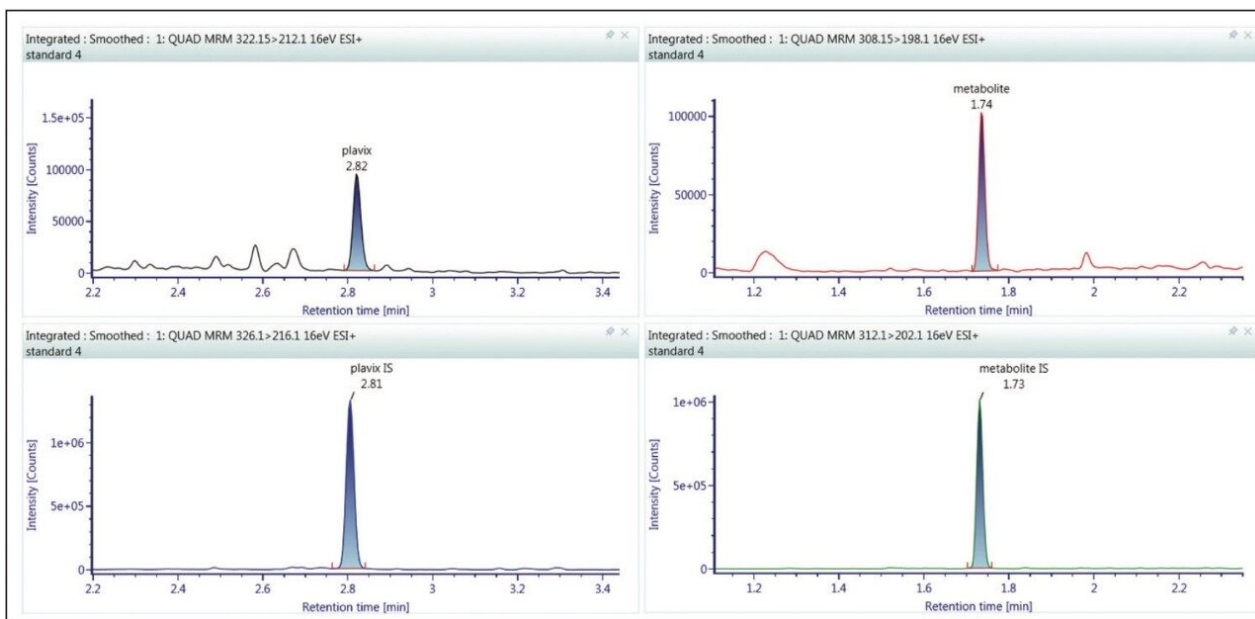 Integrated : Smoothed : 1: QUAD MRM 322.15>212.1 16eV ESI+
standard 4
Intensity [Counts]
1.5e+05
100000
50000
0
plavix
2.82
2.2 2.4 2.6 2.8 3 3.2 3.4
Retention time [min]
Integrated : Smoothed : 1: QUAD MRM 308.15>198.1 16eV ESI+
standard 4
Intensity [Counts]
100000
50000
0
metabolite
1.74
1.2 1.4 1.6 1.8 2 2.2
Retention time [min]
Integrated : Smoothed : 1: QUAD MRM 326.1>216.1 16eV ESI+
standard 4
Intensity [Counts]
1e+06
5e+05
0
plavix IS
2.81
2.2 2.4 2.6 2.8 3 3.2 3.4
Retention time [min]
Integrated : Smoothed : 1: QUAD MRM 312.1>202.1 16eV ESI+
standard 4
Intensity [Counts]
1e+06
5e+05
0
metabolite IS
1.73
1.2 1.4 1.6 1.8 2 2.2
Retention time [min]